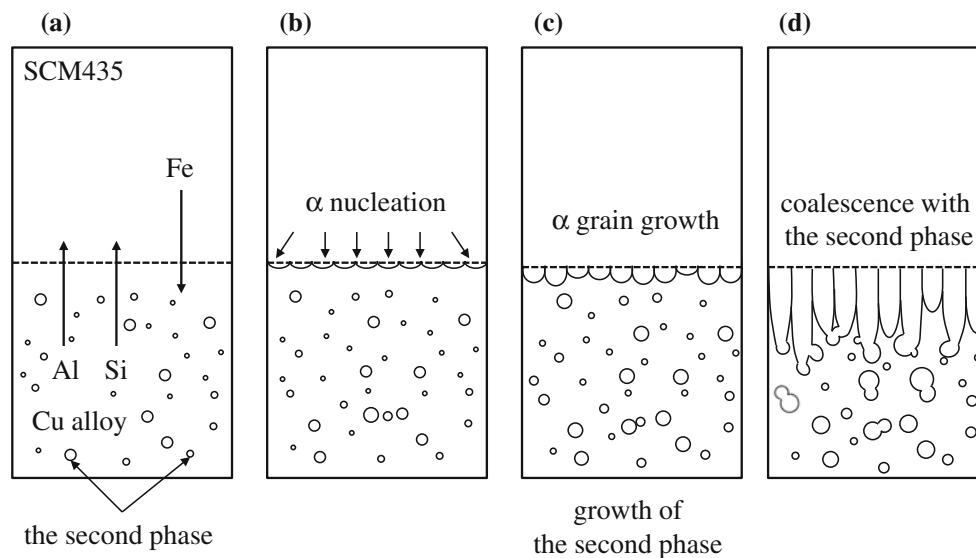 (a)
SCM435
Fe
Al
Si
Cu alloy
the second phase
(b)
α nucleation
(c)
α grain growth
growth of
the second phase
(d)
coalescence with
the second phase